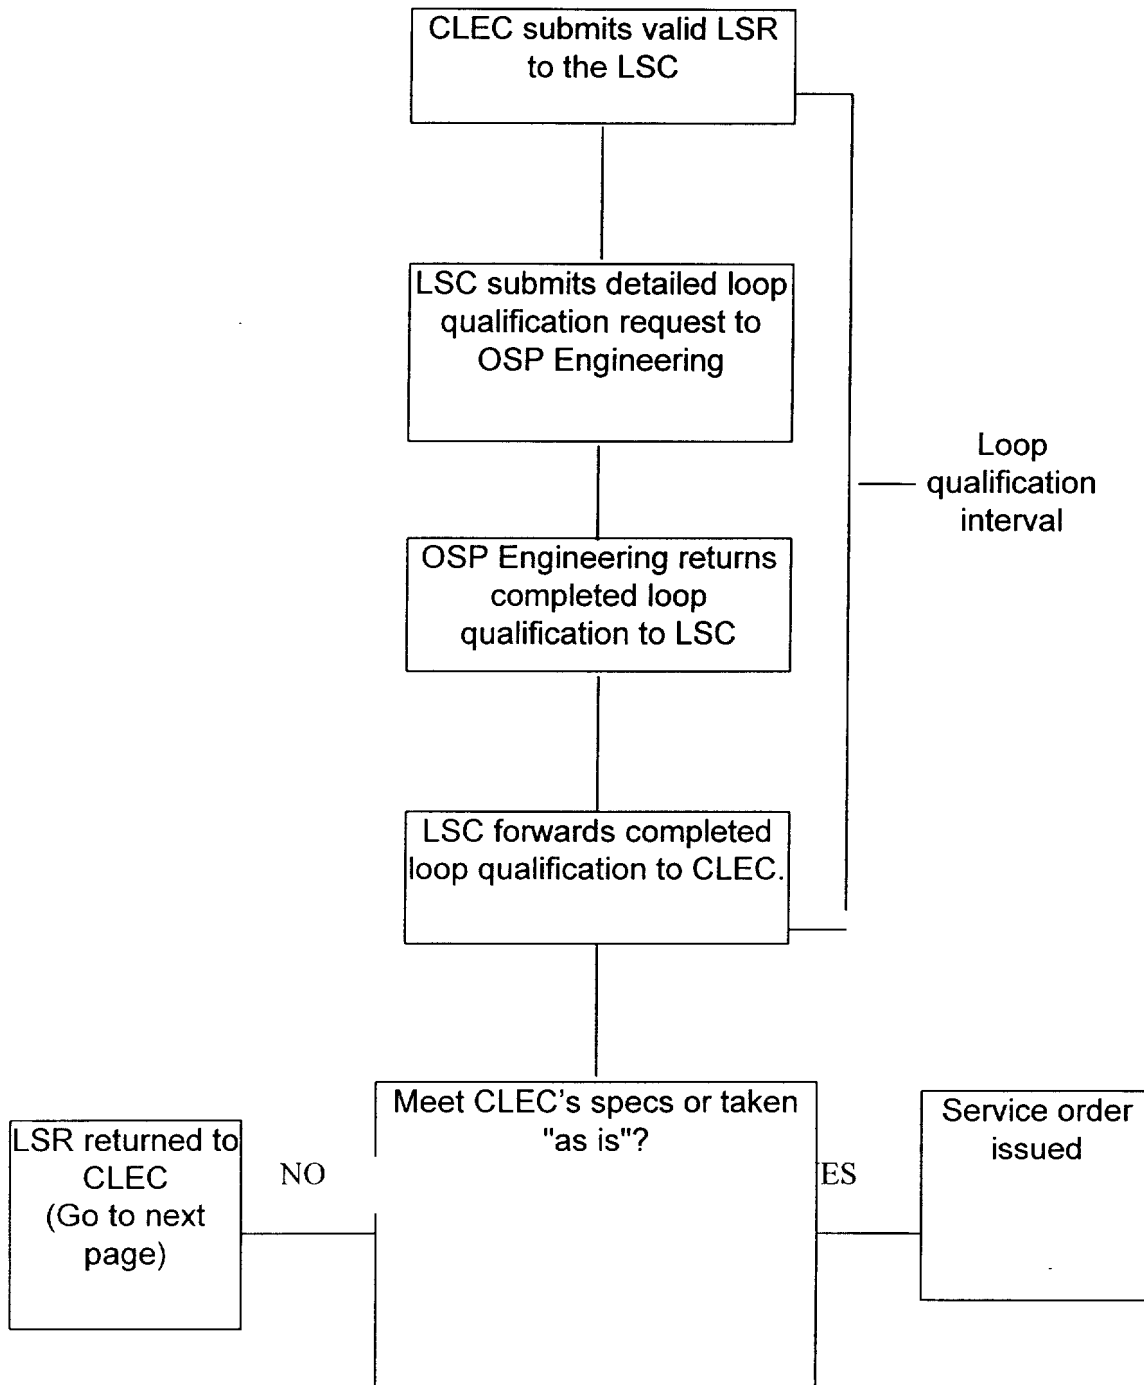 CLEC submits valid LSR
to the LSC
LSC submits detailed loop
qualification request to
OSP Engineering
Loop
qualification
interval
OSP Engineering returns
completed loop
qualification to LSC
LSC forwards completed
loop qualification to CLEC.
Meet CLEC's specs or taken
"as is"?
LSR returned to
CLEC
(Go to next
page)
NO
ES
Service order
issued